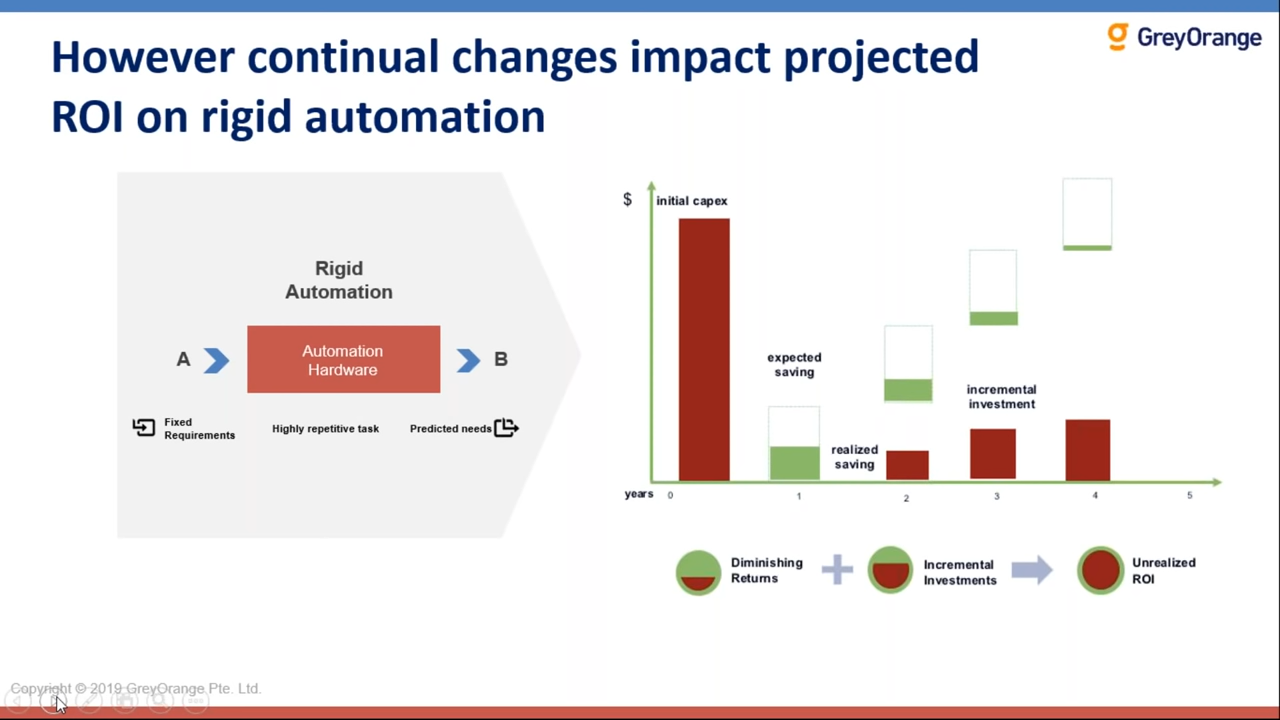 However continual changes impact projected
ROI on rigid automation
GreyOrange
Rigid
Automation
A
Automation
Hardware
B
Fixed
Requirements
Highly repetitive task
Predicted needs
$
initial capex
expected
saving
realized
saving
incremental
investment
years
0
1
2
3
4
5
Diminishing
Returns
Incremental
Investments
Unrealized
ROI
Copyright © 2019 GreyOrange Pte. Ltd.